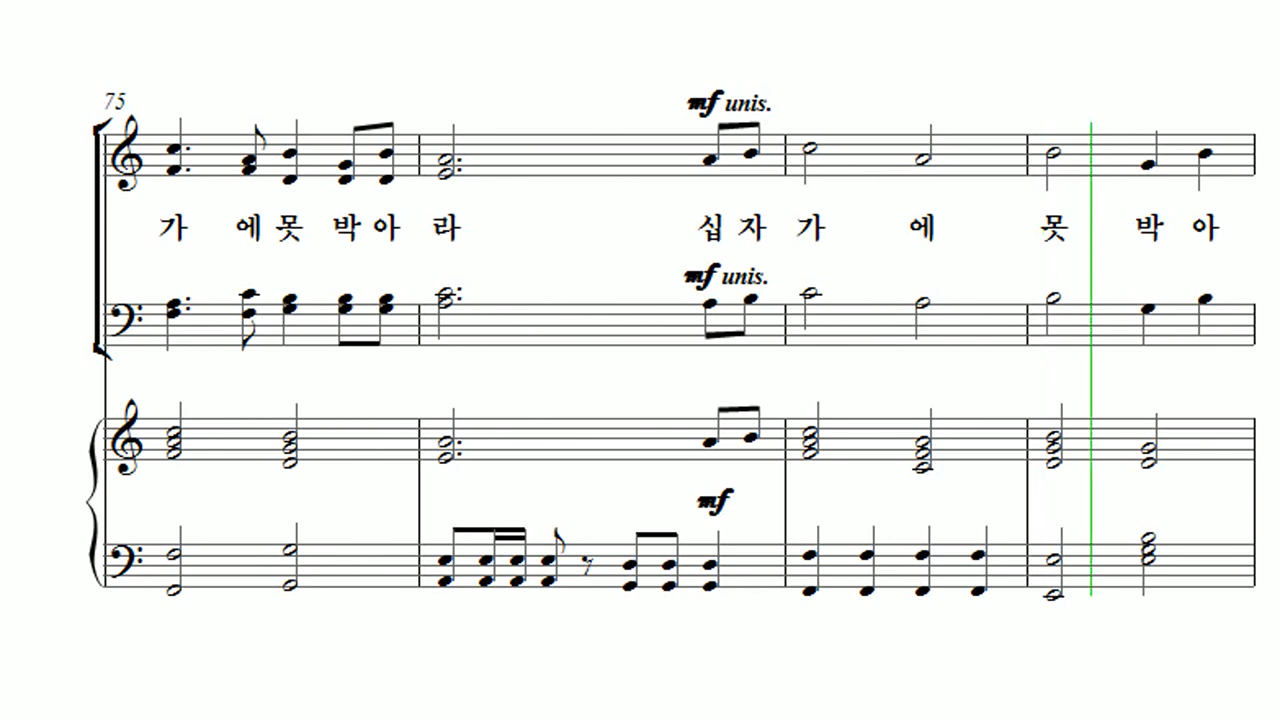 75
mf unis.
가 에 못 박 아 라 십 자 가 에 못 박 아
mf unis.
mf